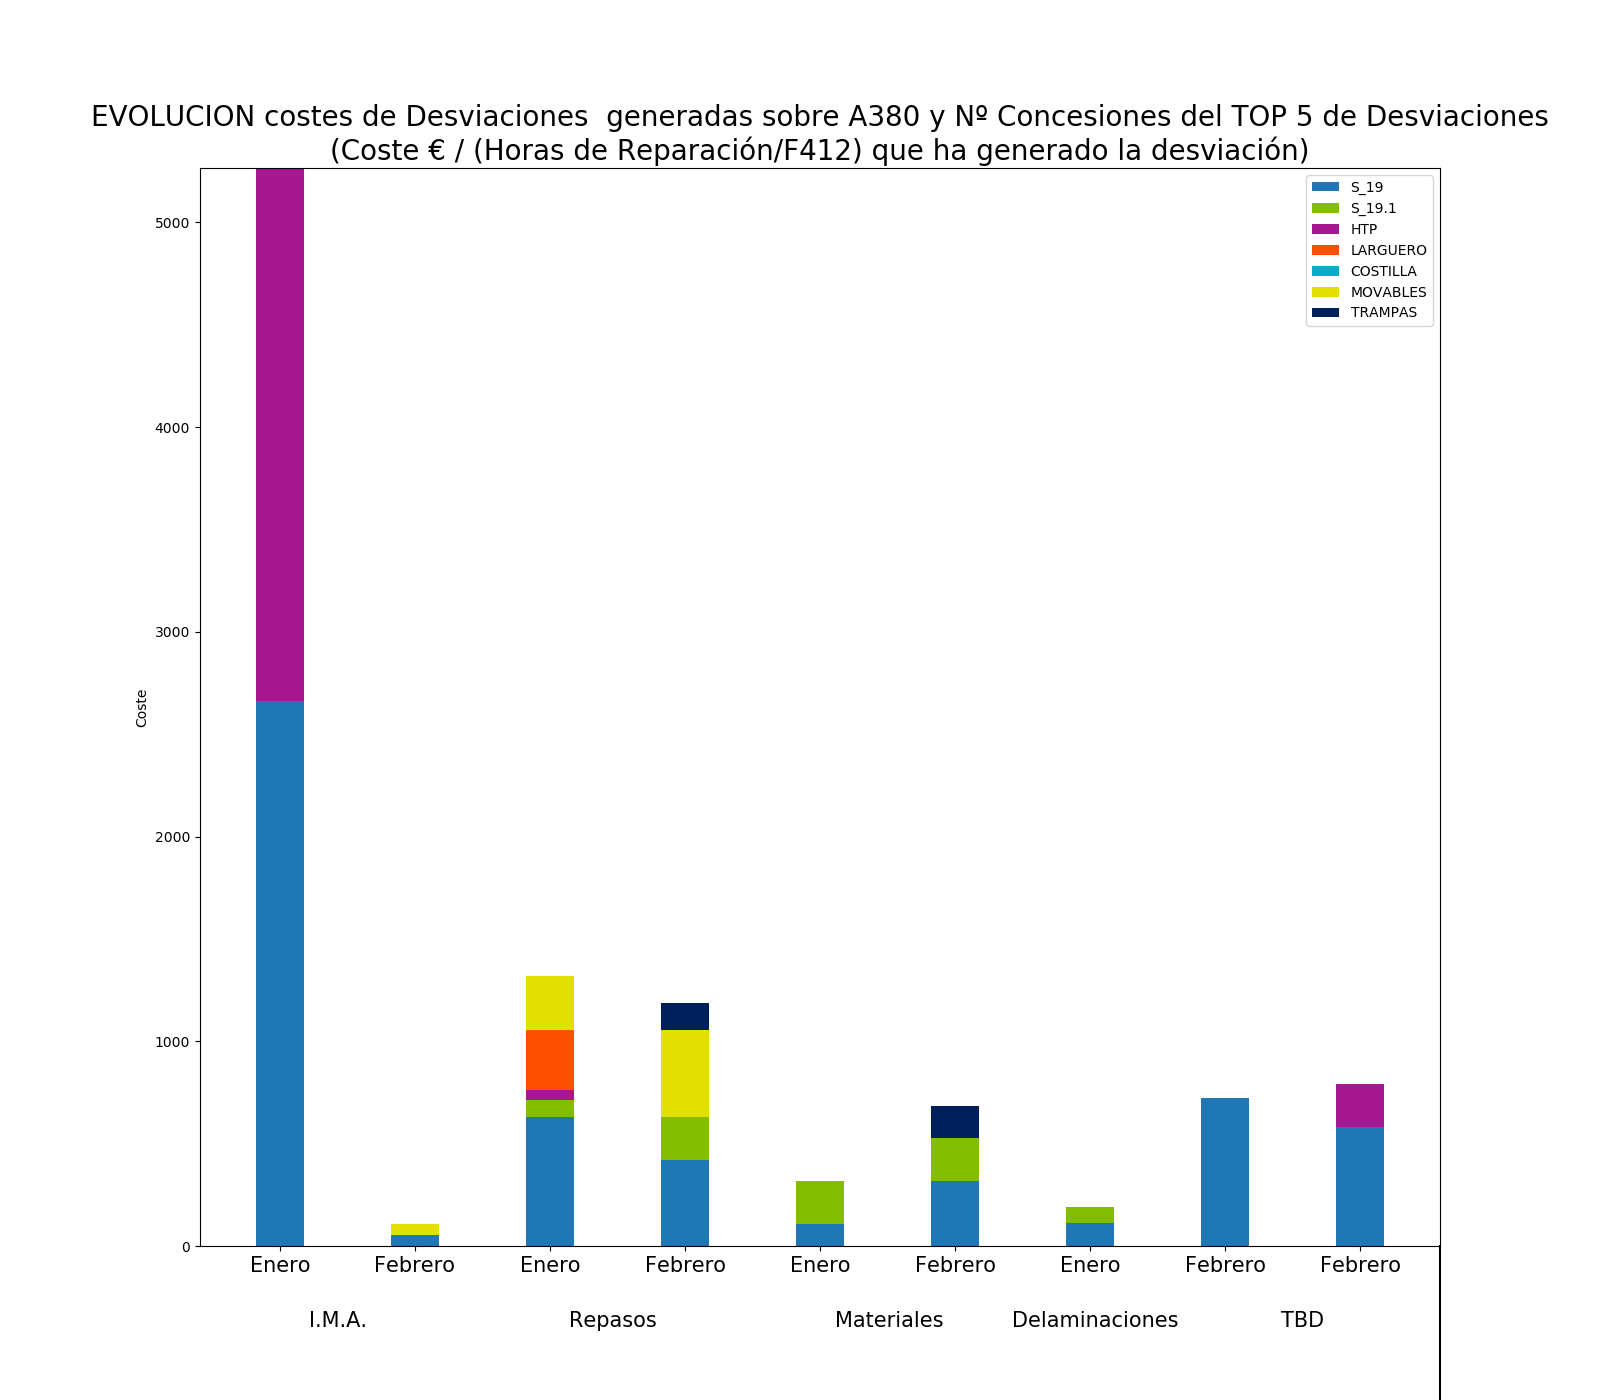 EVOLUCION costes de Desviaciones  generadas sobre A380 y Nº Concesiones del TOP 5 de Desviaciones
(Coste € / (Horas de Reparación/F412) que ha generado la desviación)
S_19
S_19.1
HTP
LARGUERO
COSTILLA
MOVABLES
TRAMPAS
5000
4000
3000
2000
1000
0
Coste
Enero Febrero Enero Febrero Enero Febrero Enero Febrero Febrero
I.M.A. Repasos Materiales Delaminaciones TBD